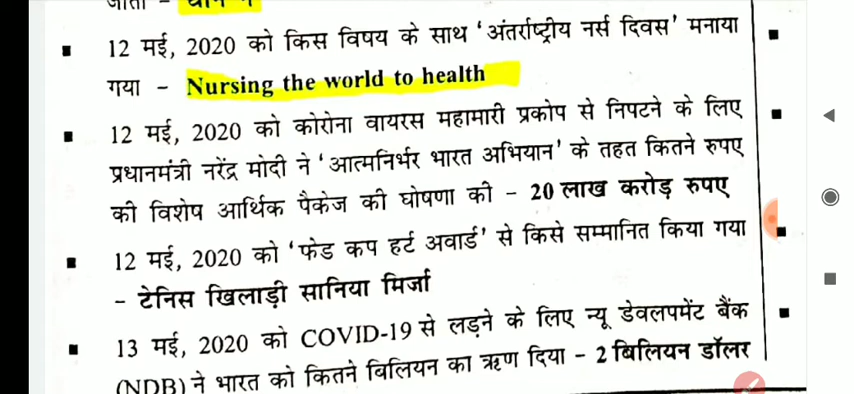 जाता - चीन ने
12 मई, 2020 को किस विषय के साथ ‘अंतर्राष्ट्रीय नर्स दिवस’ मनाया
गया - Nursing the world to health
12 मई, 2020 को कोरोना वायरस महामारी प्रकोप से निपटने के लिए
प्रधानमंत्री नरेंद्र मोदी ने ‘आत्मनिर्भर भारत अभियान’ के तहत कितने रुपए
की विशेष आर्थिक पैकेज की घोषणा की - 20 लाख करोड़ रुपए
12 मई, 2020 को ‘फेड कप हर्ट अवार्ड’ से किसे सम्मानित किया गया
- टेनिस खिलाड़ी सानिया मिर्जा
13 मई, 2020 को COVID-19 से लड़ने के लिए न्यू डेवलपमेंट बैंक
(NDB) ने भारत को कितने बिलियन का ऋण दिया - 2 बिलियन डॉलर